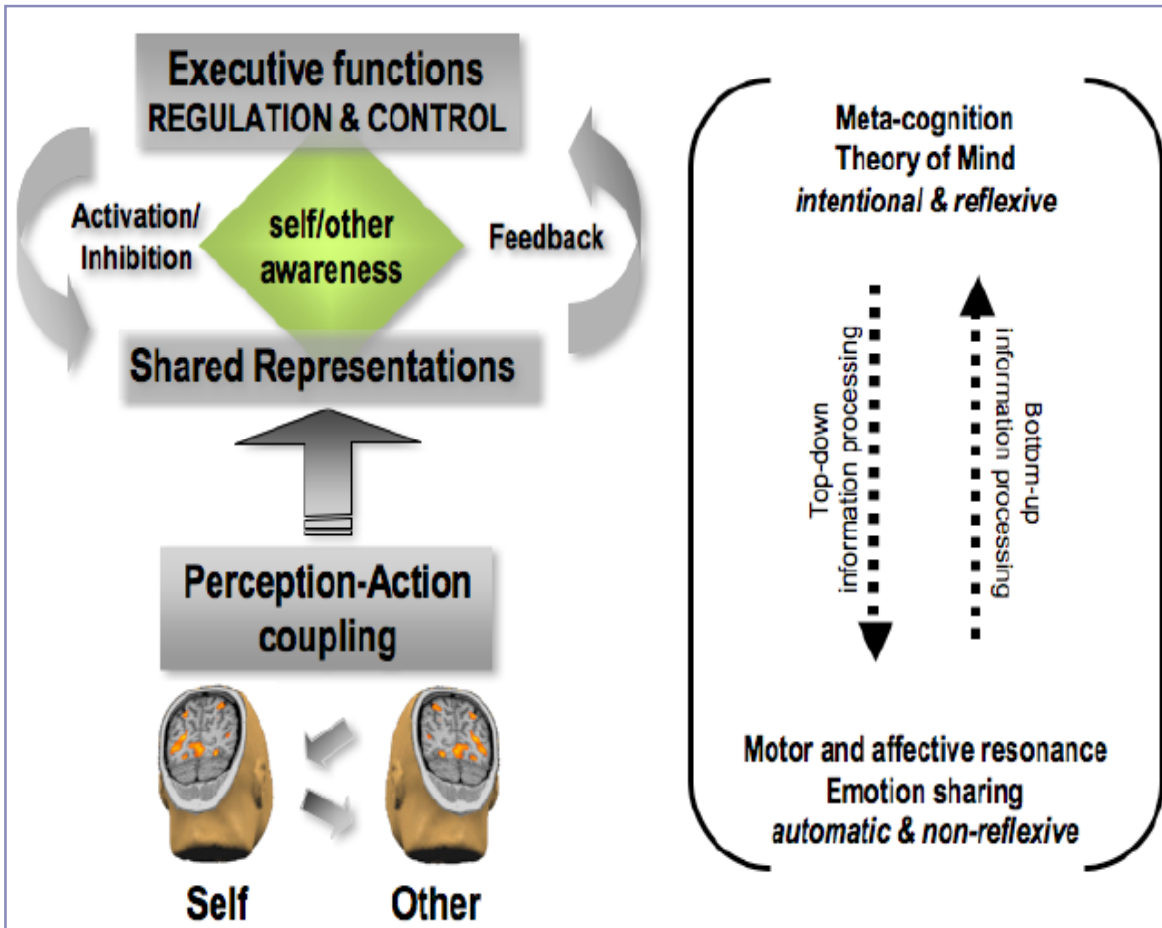 Executive functions
REGULATION & CONTROL
Activation/
Inhibition
self/other
awareness
Feedback
Shared Representations
Perception-Action
coupling
Self
Other
Meta-cognition
Theory of Mind
intentional & reflexive
Top-down
information processing
Bottom-up
information processing
Motor and affective resonance
Emotion sharing
automatic & non-reflexive